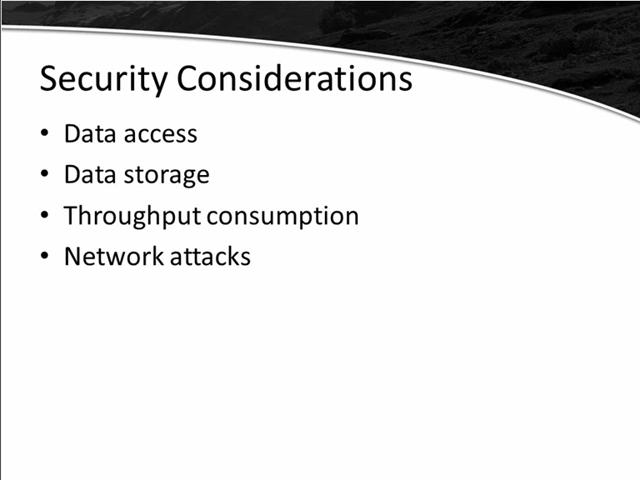 Security Considerations
• Data access
• Data storage
• Throughput consumption
• Network attacks